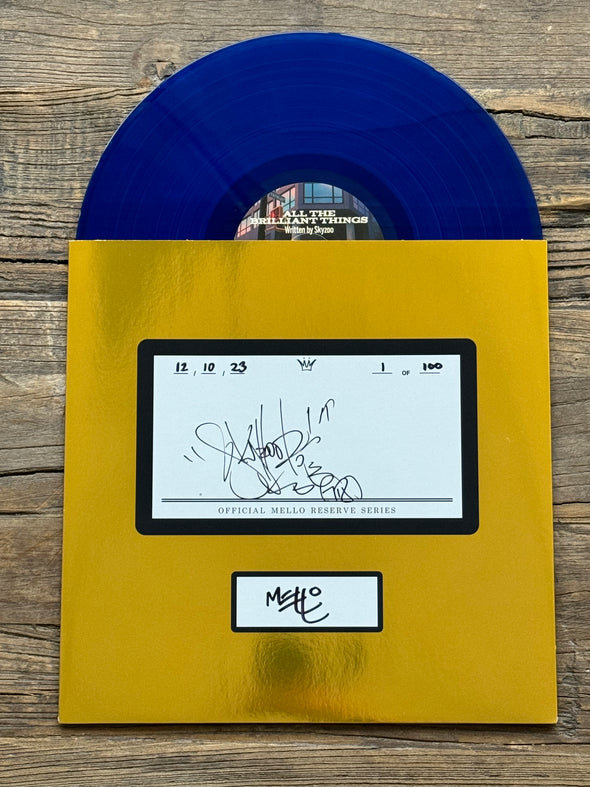 ALL THE
BRILLIANT THINGS
Written by Skyzoo
12 / 10 / 23
1 OF 100
OFFICIAL MELLO RESERVE SERIES
MELLO